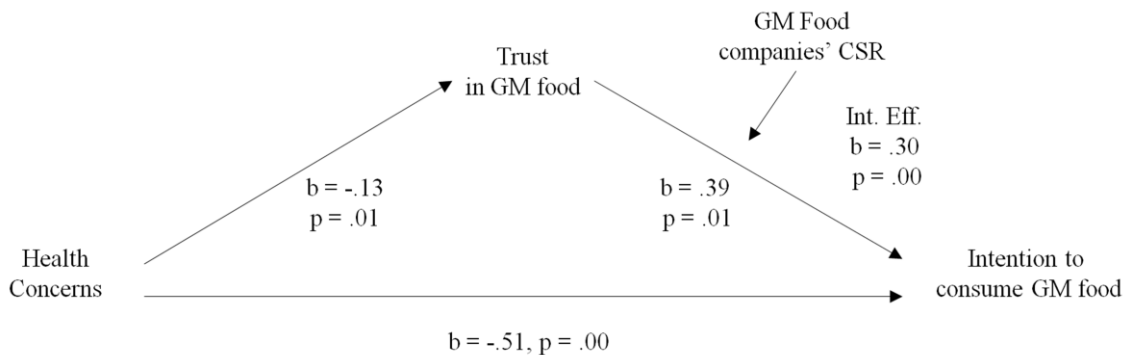 GM Food
companies’ CSR
Trust
in GM food
Int. Eff.
b = .30
p = .00
b = -.13
p = .01
b = .39
p = .01
Health
Concerns
Intention to
consume GM food
b = -.51, p = .00